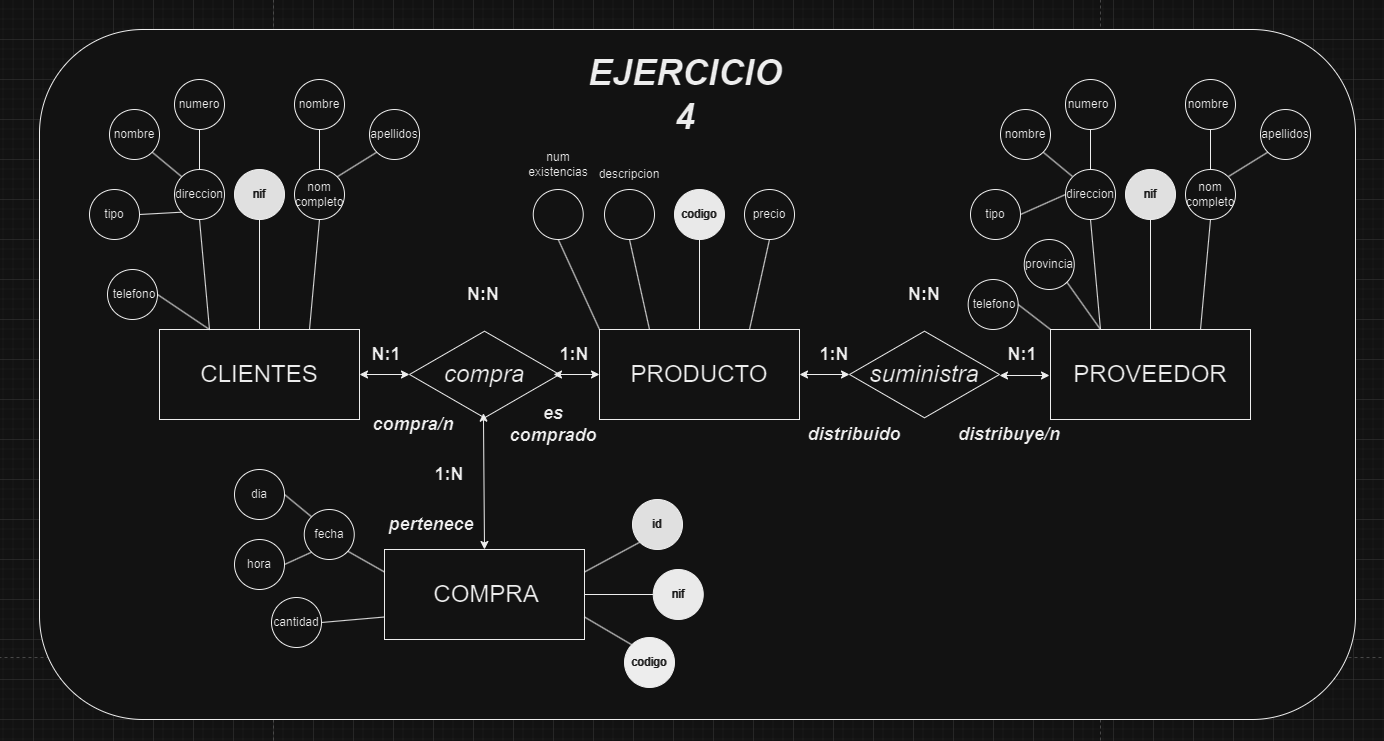 EJERCICIO
4
numero
nombre
nombre
apellidos
direccion
nif
nom
completo
tipo
telefono
num
existencias
descripcion
codigo
precio
numero
nombre
nombre
apellidos
direccion
nif
nom
completo
tipo
provincia
telefono
N:N
N:N
CLIENTES
N:1
compra
1:N
PRODUCTO
1:N
suministra
N:1
PROVEEDOR
compra/n
es
comprado
distribuido
distribuye/n
1:N
pertenece
dia
fecha
hora
cantidad
COMPRA
id
nif
codigo